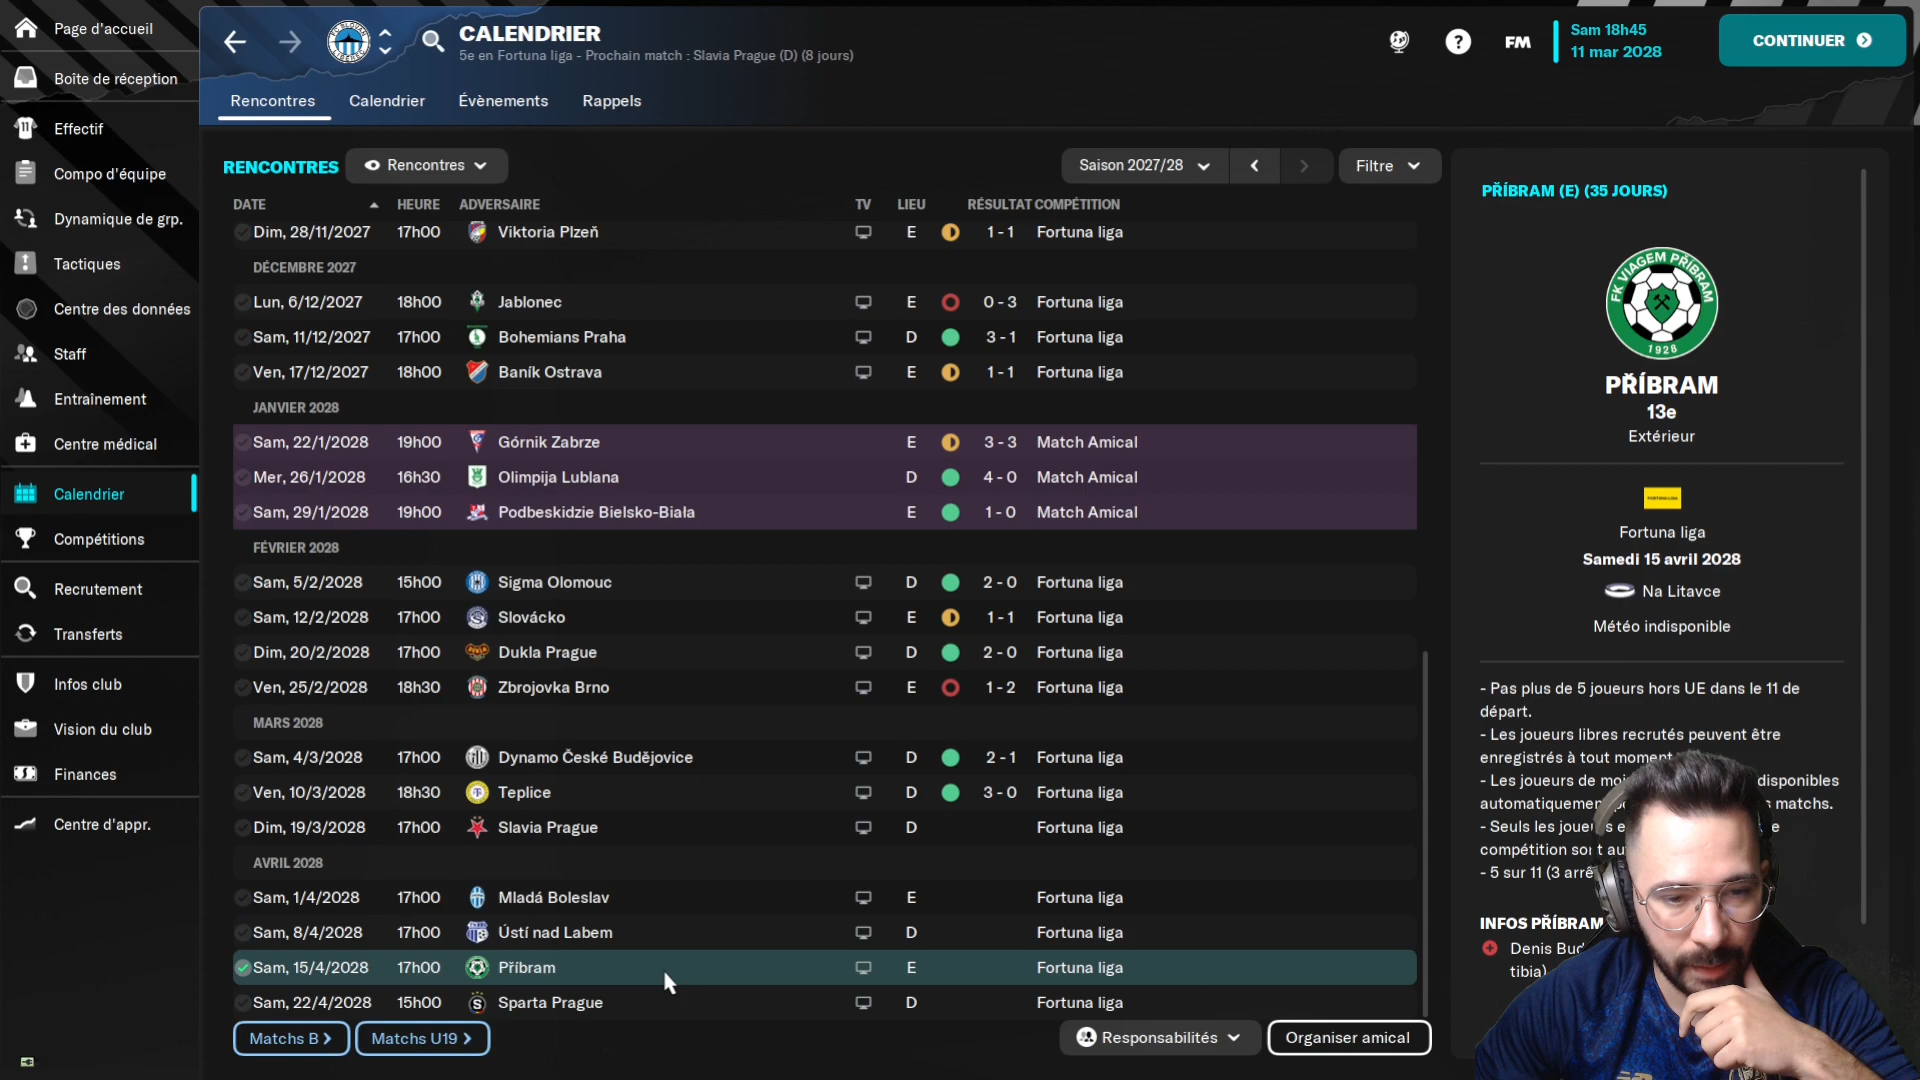 Page d'accueil
Boîte de réception
Effectif
Compo d'équipe
Dynamique de grp.
Tactiques
Centre des données
Staff
Entraînement
Centre médical
Calendrier
Compétitions
Recrutement
Transferts
Infos club
Vision du club
Finances
Centre d'appr.
CALENDRIER
5e en Fortuna liga - Prochain match : Slavia Prague (D) (8 jours)
FM
Sam 18h45
11 mar 2028
CONTINUER
Rencontres Calendrier Évènements Rappels
RENCONTRES Rencontres Saison 2027/28 Filtre
DATE HEURE ADVERSAIRE TV LIEU RÉSULTAT COMPÉTITION
Dim, 28/11/2027 17h00 Viktoria Plzeň E 1 - 1 Fortuna liga
DÉCEMBRE 2027
Lun, 6/12/2027 18h00 Jablonec E 0 - 3 Fortuna liga
Sam, 11/12/2027 17h00 Bohemians Praha D 3 - 1 Fortuna liga
Ven, 17/12/2027 18h00 Baník Ostrava E 1 - 1 Fortuna liga
JANVIER 2028
Sam, 22/1/2028 19h00 Górnik Zabrze E 3 - 3 Match Amical
Mer, 26/1/2028 16h30 Olimpija Lublana D 4 - 0 Match Amical
Sam, 29/1/2028 19h00 Podbeskidzie Bielsko-Biała E 1 - 0 Match Amical
FÉVRIER 2028
Sam, 5/2/2028 15h00 Sigma Olomouc D 2 - 0 Fortuna liga
Sam, 12/2/2028 17h00 Slovácko E 1 - 1 Fortuna liga
Dim, 20/2/2028 17h00 Dukla Prague D 2 - 0 Fortuna liga
Ven, 25/2/2028 18h30 Zbrojovka Brno E 1 - 2 Fortuna liga
MARS 2028
Sam, 4/3/2028 17h00 Dynamo České Budějovice D 2 - 1 Fortuna liga
Ven, 10/3/2028 18h30 Teplice D 3 - 0 Fortuna liga
Dim, 19/3/2028 17h00 Slavia Prague D Fortuna liga
AVRIL 2028
Sam, 1/4/2028 17h00 Mladá Boleslav E Fortuna liga
Sam, 8/4/2028 17h00 Ústí nad Labem D Fortuna liga
Sam, 15/4/2028 17h00 Příbram E Fortuna liga
Sam, 22/4/2028 15h00 Sparta Prague D Fortuna liga
Matchs B Matchs U19 Responsabilités Organiser amical
PŘÍBRAM (E) (35 JOURS)
FK VIAGEM PŘÍBRAM
1928
PŘÍBRAM
13e
Extérieur
FORTUNA:LIGA
Fortuna liga
Samedi 15 avril 2028
Na Litavce
Météo indisponible
- Pas plus de 5 joueurs hors UE dans le 11 de
départ.
- Les joueurs libres recrutés peuvent être
enregistrés à tout moment
- Les joueurs de disponibles
matchs.
- Seuls les
compétition
- 5 sur 11 (3
INFOS PŘÍBRAM
Denis
tibia)